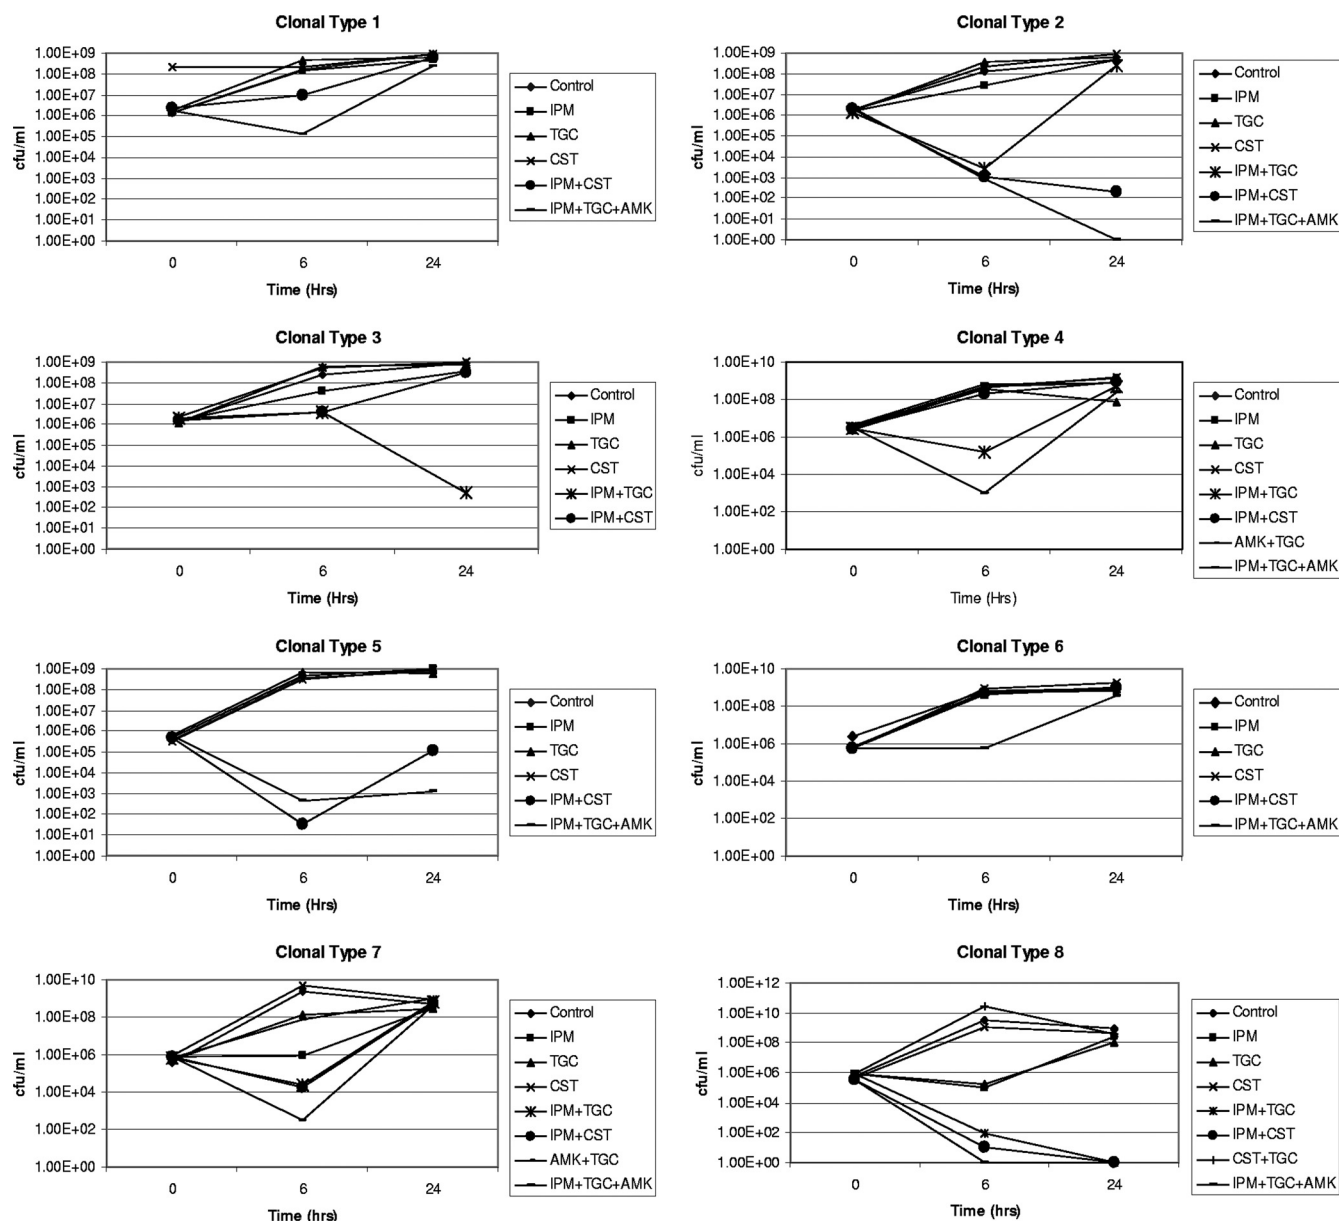 Clonal Type 1
cfu/ml
1.00E+09
1.00E+08
1.00E+07
1.00E+06
1.00E+05
1.00E+04
1.00E+03
1.00E+02
1.00E+01
1.00E+00
0 6 24
Time (Hrs)
Control
IPM
TGC
CST
IPM+CST
IPM+TGC+AMK
Clonal Type 2
cfu/ml
1.00E+09
1.00E+08
1.00E+07
1.00E+06
1.00E+05
1.00E+04
1.00E+03
1.00E+02
1.00E+01
1.00E+00
0 6 24
Time (Hrs)
Control
IPM
TGC
CST
IPM+TGC
IPM+CST
IPM+TGC+AMK
Clonal Type 3
cfu/ml
1.00E+09
1.00E+08
1.00E+07
1.00E+06
1.00E+05
1.00E+04
1.00E+03
1.00E+02
1.00E+01
1.00E+00
0 6 24
Time (Hrs)
Control
IPM
TGC
CST
IPM+TGC
IPM+CST
Clonal Type 4
cfu/ml
1.00E+10
1.00E+08
1.00E+06
1.00E+04
1.00E+02
1.00E+00
0 6 24
Time (Hrs)
Control
IPM
TGC
CST
IPM+TGC
IPM+CST
AMK+TGC
IPM+TGC+AMK
Clonal Type 5
cfu/ml
1.00E+09
1.00E+08
1.00E+07
1.00E+06
1.00E+05
1.00E+04
1.00E+03
1.00E+02
1.00E+01
1.00E+00
0 6 24
Time (Hrs)
Control
IPM
TGC
CST
IPM+CST
IPM+TGC+AMK
Clonal Type 6
cfu/ml
1.00E+10
1.00E+08
1.00E+06
1.00E+04
1.00E+02
1.00E+00
0 6 24
Time (Hrs)
Control
IPM
TGC
CST
IPM+CST
IPM+TGC+AMK
Clonal Type 7
cfu/ml
1.00E+10
1.00E+08
1.00E+06
1.00E+04
1.00E+02
1.00E+00
0 6 24
Time (hrs)
Control
IPM
TGC
CST
IPM+TGC
IPM+CST
AMK+TGC
IPM+TGC+AMK
Clonal Type 8
cfu/ml
1.00E+12
1.00E+10
1.00E+08
1.00E+06
1.00E+04
1.00E+02
1.00E+00
0 6 24
Time (hrs)
Control
IPM
TGC
CST
IPM+TGC
IPM+CST
CST+TGC
IPM+TGC+AMK